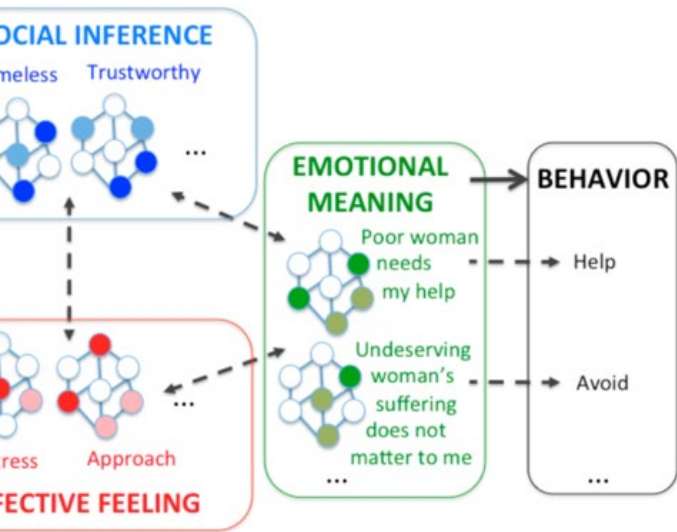 OCIAL INFERENCE
meless Trustworthy
...
EMOTIONAL
MEANING
Poor woman
needs
my help
Undeserving
woman's
suffering
does not
matter to me
...
BEHAVIOR
Help
Avoid
...
...
ress Approach
FECTIVE FEELING